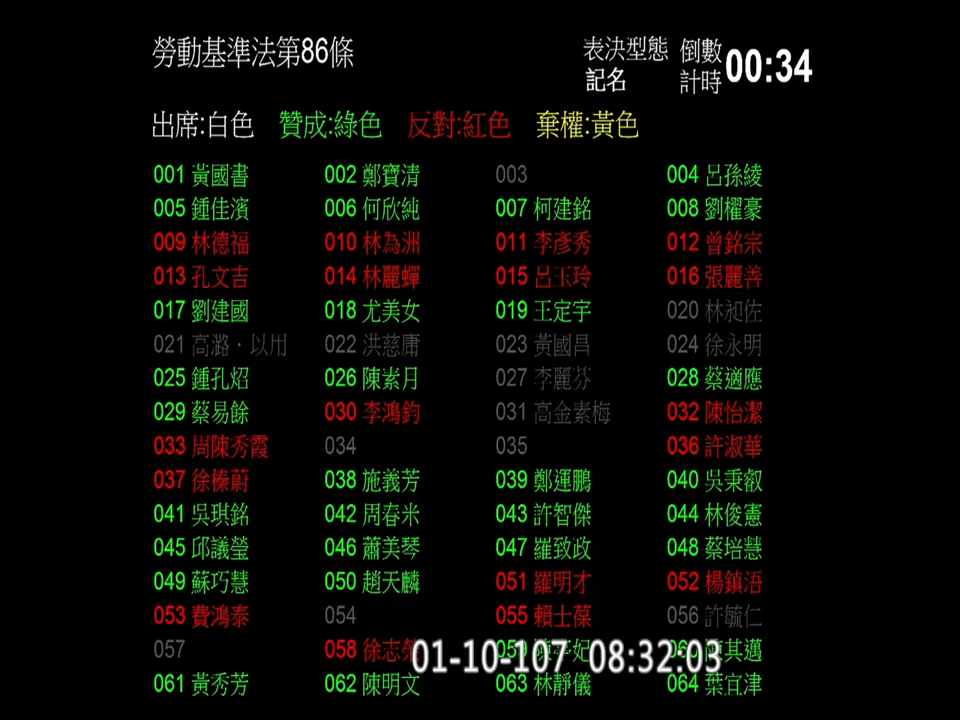 勞動基準法第86條
表決型態 倒數 00:34
記名 計時
出席:白色 贊成:綠色 反對:紅色 棄權:黃色
001 黃國書 002 鄭寶清 003 004 呂孫綾
005 鍾佳濱 006 何欣純 007 柯建銘 008 劉櫂豪
009 林德福 010 林為洲 011 李彥秀 012 曾銘宗
013 孔文吉 014 林麗蟬 015 呂玉玲 016 張麗善
017 劉建國 018 尤美女 019 王定宇 020 林昶佐
021 高潞・以用 022 洪慈庸 023 黃國昌 024 徐永明
025 鍾孔炤 026 陳素月 027 李麗芬 028 蔡適應
029 蔡易餘 030 李鴻鈞 031 高金素梅 032 陳怡潔
033 周陳秀霞 034 035 036 許淑華
037 徐榛蔚 038 施義芳 039 鄭運鵬 040 吳秉叡
041 吳琪銘 042 周春米 043 許智傑 044 林俊憲
045 邱議瑩 046 蕭美琴 047 羅致政 048 蔡培慧
049 蘇巧慧 050 趙天麟 051 羅明才 052 楊鎮浯
053 費鴻泰 054 055 賴士葆 056 許毓仁
057 058 徐志榮 059 060 其邁
01-10-107 08:32:03
061 黃秀芳 062 陳明文 063 林靜儀 064 葉宜津